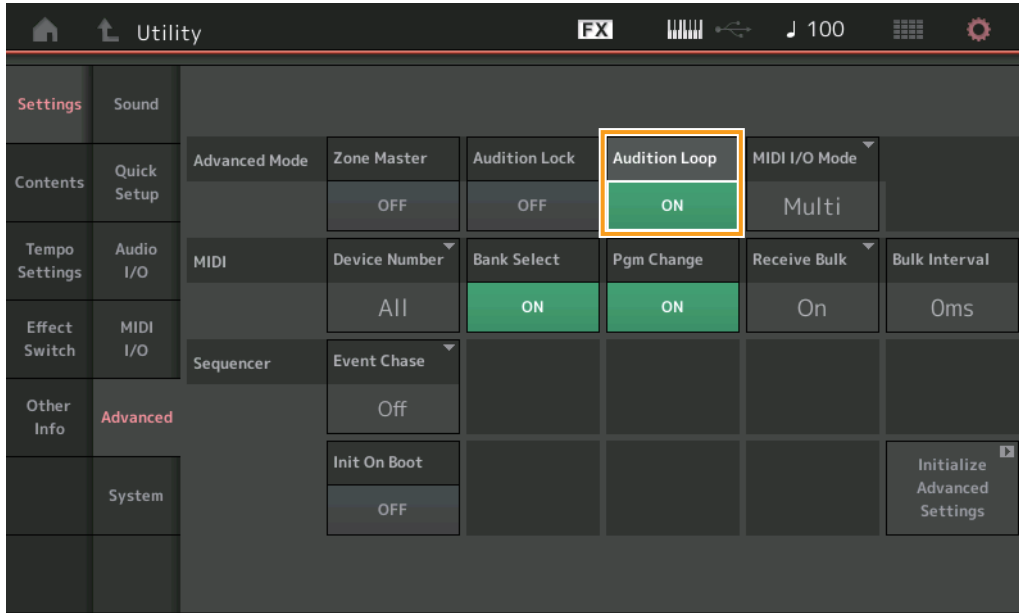 Utility
FX
♩ 100
Settings
Sound
Contents
Quick
Setup
Tempo
Settings
Audio
I/O
Effect
Switch
MIDI
I/O
Other
Info
Advanced
System
Advanced Mode
Zone Master
OFF
Audition Lock
OFF
Audition Loop
ON
MIDI I/O Mode
Multi
MIDI
Device Number
All
Bank Select
ON
Pgm Change
ON
Receive Bulk
On
Bulk Interval
0ms
Sequencer
Event Chase
Off
Init On Boot
OFF
Initialize
Advanced
Settings